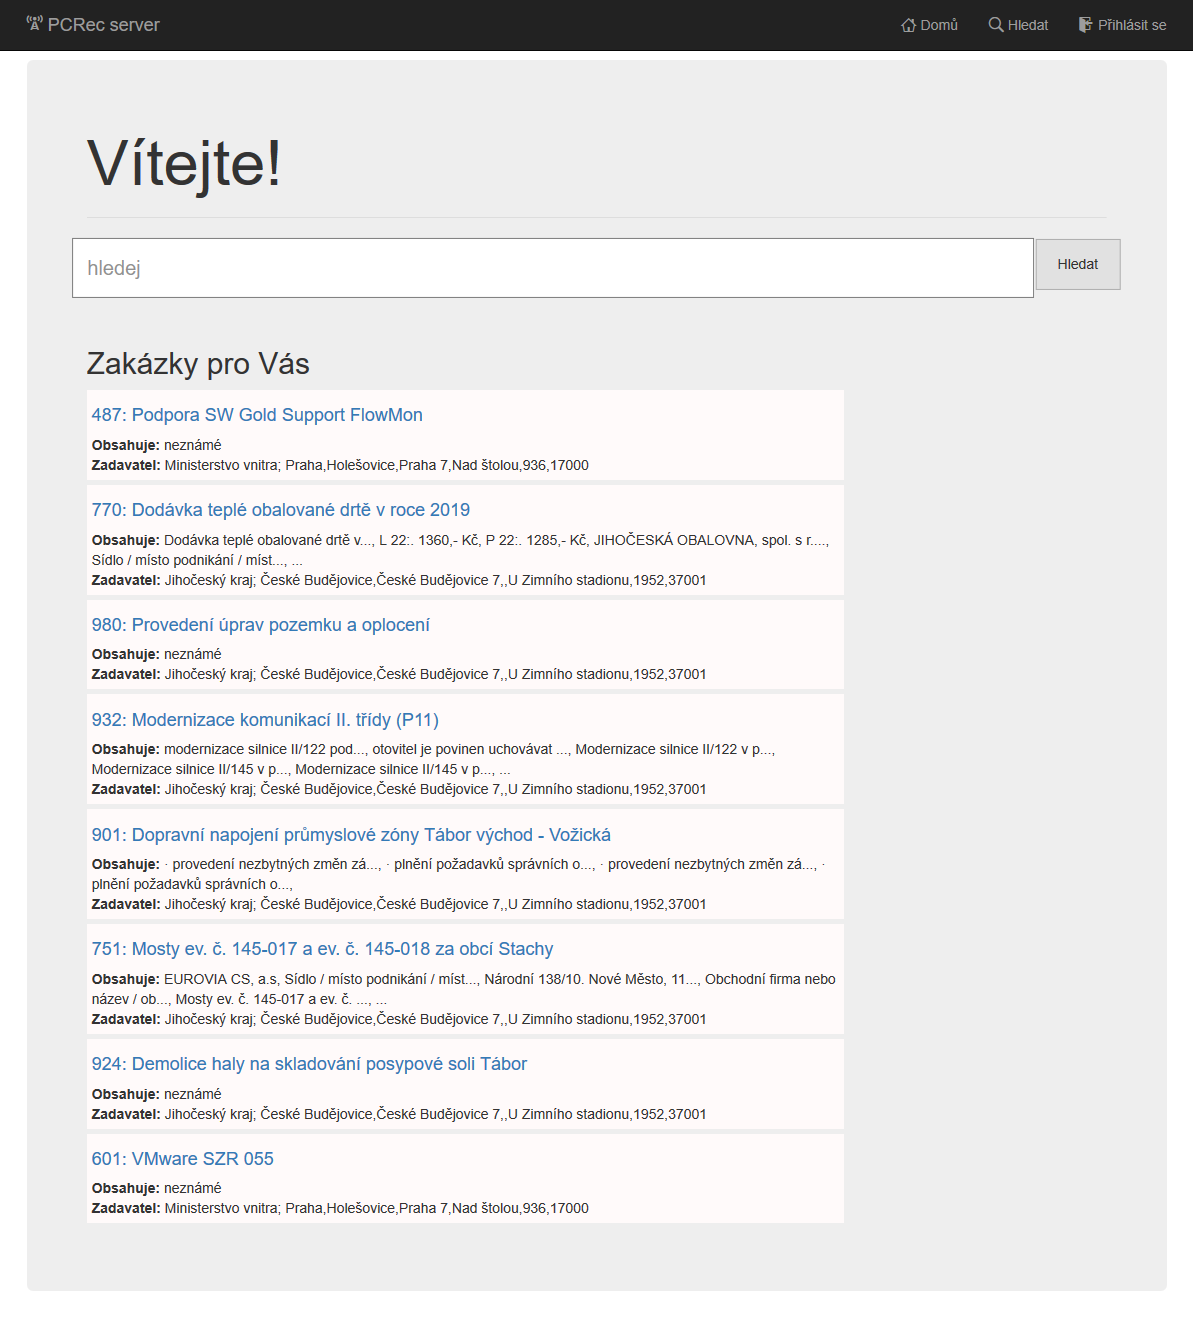 PCRec server
Domů
Hledat
Přihlásit se
Vítejte!
hledej
Hledat
Zakázky pro Vás
487: Podpora SW Gold Support FlowMon
Obsahuje: neznámé
Zadavatel: Ministerstvo vnitra; Praha,Holešovice,Praha 7,Nad štolou,936,17000
770: Dodávka teplé obalované drtě v roce 2019
Obsahuje: Dodávka teplé obalované drtě v..., L 22:. 1360,- Kč, P 22:. 1285,- Kč, JIHOČESKÁ OBALOVNA, spol. s r....,
Sídlo / místo podnikání / míst..., ...
Zadavatel: Jihočeský kraj; České Budějovice,České Budějovice 7,,U Zimního stadionu,1952,37001
980: Provedení úprav pozemku a oplocení
Obsahuje: neznámé
Zadavatel: Jihočeský kraj; České Budějovice,České Budějovice 7,,U Zimního stadionu,1952,37001
932: Modernizace komunikací II. třídy (P11)
Obsahuje: modernizace silnice II/122 pod..., otovitel je povinen uchovávat ..., Modernizace silnice II/122 v p...,
Modernizace silnice II/145 v p..., Modernizace silnice II/145 v p..., ...
Zadavatel: Jihočeský kraj; České Budějovice,České Budějovice 7,,U Zimního stadionu,1952,37001
901: Dopravní napojení průmyslové zóny Tábor východ - Vožická
Obsahuje: · provedení nezbytných změn zá..., · plnění požadavků správních o..., · provedení nezbytných změn zá..., ·
plnění požadavků správních o...,
Zadavatel: Jihočeský kraj; České Budějovice,České Budějovice 7,,U Zimního stadionu,1952,37001
751: Mosty ev. č. 145-017 a ev. č. 145-018 za obcí Stachy
Obsahuje: EUROVIA CS, a.s, Sídlo / místo podnikání / míst..., Národní 138/10. Nové Město, 11..., Obchodní firma nebo
název / ob..., Mosty ev. č. 145-017 a ev. č. ..., ...
Zadavatel: Jihočeský kraj; České Budějovice,České Budějovice 7,,U Zimního stadionu,1952,37001
924: Demolice haly na skladování posypové soli Tábor
Obsahuje: neznámé
Zadavatel: Jihočeský kraj; České Budějovice,České Budějovice 7,,U Zimního stadionu,1952,37001
601: VMware SZR 055
Obsahuje: neznámé
Zadavatel: Ministerstvo vnitra; Praha,Holešovice,Praha 7,Nad štolou,936,17000